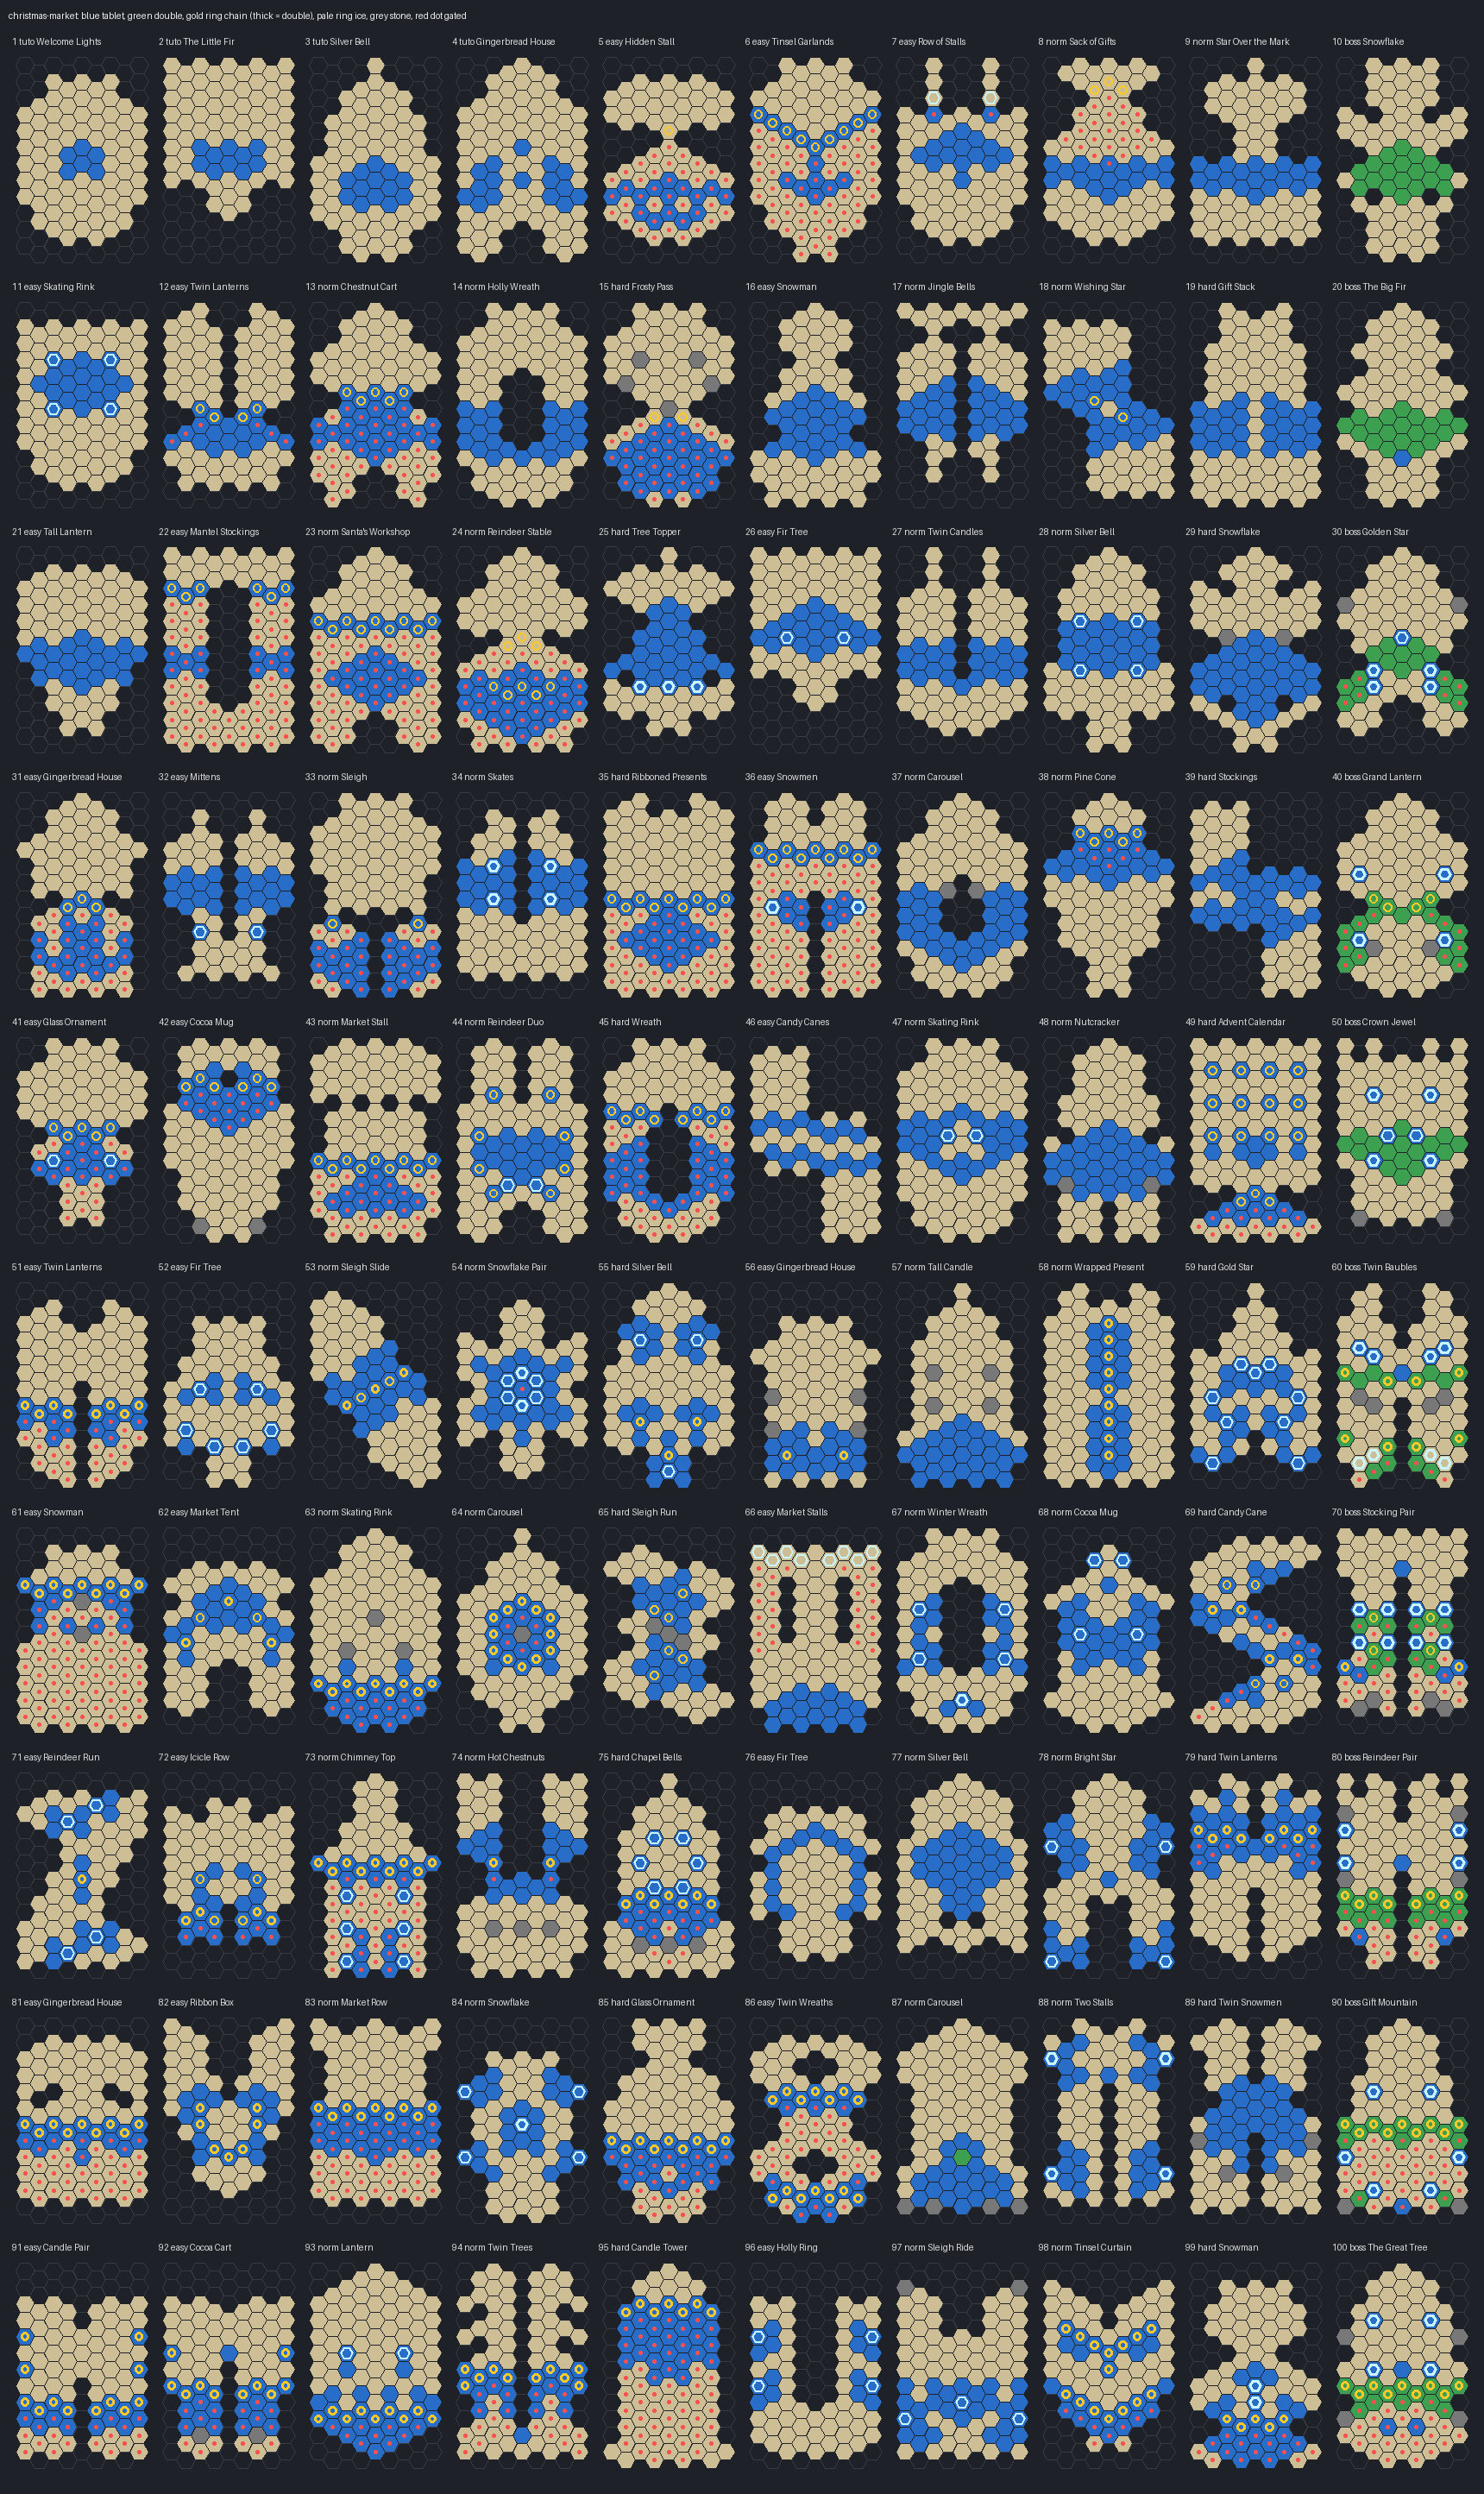 christmas-market: blue tablet, green double, gold ring chain (thick = double), pale ring ice, grey stone, red dot gated
1 tuto Welcome Lights
2 tuto The Little Fir
3 tuto Silver Bell
4 tuto Gingerbread House
5 easy Hidden Stall
6 easy Tinsel Garlands
7 easy Row of Stalls
8 norm Sack of Gifts
9 norm Star Over the Mark
10 boss Snowflake
11 easy Skating Rink
12 easy Twin Lanterns
13 norm Chestnut Cart
14 norm Holly Wreath
15 hard Frosty Pass
16 easy Snowman
17 norm Jingle Bells
18 norm Wishing Star
19 hard Gift Stack
20 boss The Big Fir
21 easy Tall Lantern
22 easy Mantel Stockings
23 norm Santa's Workshop
24 norm Reindeer Stable
25 hard Tree Topper
26 easy Fir Tree
27 norm Twin Candles
28 norm Silver Bell
29 hard Snowflake
30 boss Golden Star
31 easy Gingerbread House
32 easy Mittens
33 norm Sleigh
34 norm Skates
35 hard Ribboned Presents
36 easy Snowmen
37 norm Carousel
38 norm Pine Cone
39 hard Stockings
40 boss Grand Lantern
41 easy Glass Ornament
42 easy Cocoa Mug
43 norm Market Stall
44 norm Reindeer Duo
45 hard Wreath
46 easy Candy Canes
47 norm Skating Rink
48 norm Nutcracker
49 hard Advent Calendar
50 boss Crown Jewel
51 easy Twin Lanterns
52 easy Fir Tree
53 norm Sleigh Slide
54 norm Snowflake Pair
55 hard Silver Bell
56 easy Gingerbread House
57 norm Tall Candle
58 norm Wrapped Present
59 hard Gold Star
60 boss Twin Baubles
61 easy Snowman
62 easy Market Tent
63 norm Skating Rink
64 norm Carousel
65 hard Sleigh Run
66 easy Market Stalls
67 norm Winter Wreath
68 norm Cocoa Mug
69 hard Candy Cane
70 boss Stocking Pair
71 easy Reindeer Run
72 easy Icicle Row
73 norm Chimney Top
74 norm Hot Chestnuts
75 hard Chapel Bells
76 easy Fir Tree
77 norm Silver Bell
78 norm Bright Star
79 hard Twin Lanterns
80 boss Reindeer Pair
81 easy Gingerbread House
82 easy Ribbon Box
83 norm Market Row
84 norm Snowflake
85 hard Glass Ornament
86 easy Twin Wreaths
87 norm Carousel
88 norm Two Stalls
89 hard Twin Snowmen
90 boss Gift Mountain
91 easy Candle Pair
92 easy Cocoa Cart
93 norm Lantern
94 norm Twin Trees
95 hard Candle Tower
96 easy Holly Ring
97 norm Sleigh Ride
98 norm Tinsel Curtain
99 hard Snowman
100 boss The Great Tree